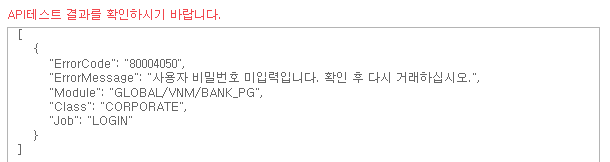 API테스트 결과를 확인하시기 바랍니다.
[
{
"ErrorCode": "80004050",
"ErrorMessage": "사용자 비밀번호 미입력입니다. 확인 후 다시 거래하십시오.",
"Module": "GLOBAL/VNM/BANK_PG",
"Class": "CORPORATE",
"Job": "LOGIN"
}
]